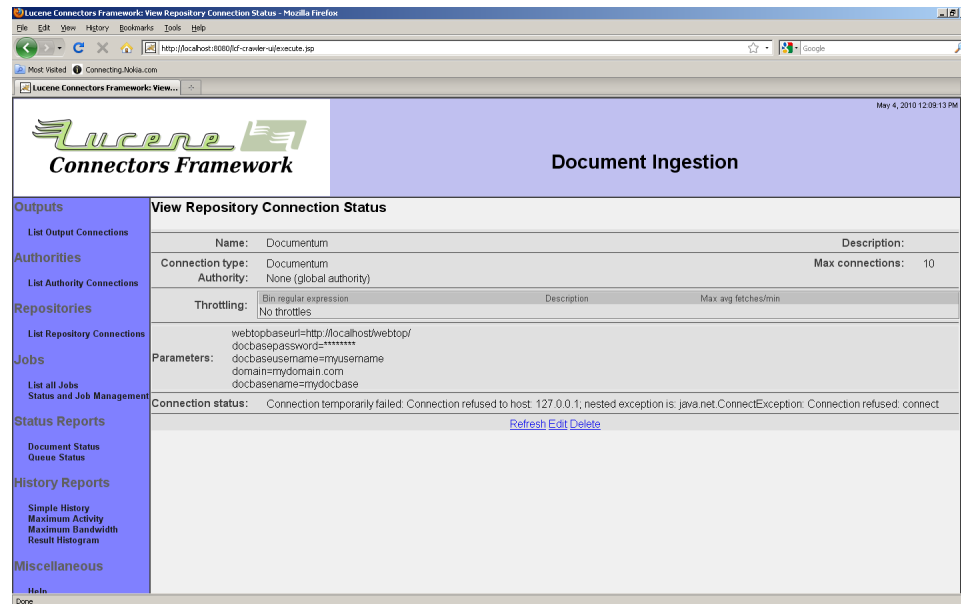 Lucene Connectors Framework: View Repository Connection Status - Mozilla Firefox
File Edit View History Bookmarks Tools Help
http://localhost:8080/lcf-crawler-ui/execute.jsp
Google
Most Visited Connecting.Nokia.com
Lucene Connectors Framework: View...
May 4, 2010 12:09:13 PM
Lucene
Connectors Framework
Document Ingestion
Outputs
List Output Connections
Authorities
List Authority Connections
Repositories
List Repository Connections
Jobs
List all Jobs
Status and Job Management
Status Reports
Document Status
Queue Status
History Reports
Simple History
Maximum Activity
Maximum Bandwidth
Result Histogram
Miscellaneous
Help
View Repository Connection Status
Name: Documentum Description:
Connection type: Documentum Max connections: 10
Authority: None (global authority)
Throttling: Bin regular expression Description Max avg fetches/min
No throttles
Parameters:
webtopbaseurl=http://localhost/webtop/
docbasepassword=********
docbaseusername=myusername
domain=mydomain.com
docbasename=mydocbase
Connection status: Connection temporarily failed: Connection refused to host: 127.0.0.1; nested exception is: java.net.ConnectException: Connection refused: connect
Refresh Edit Delete
Done